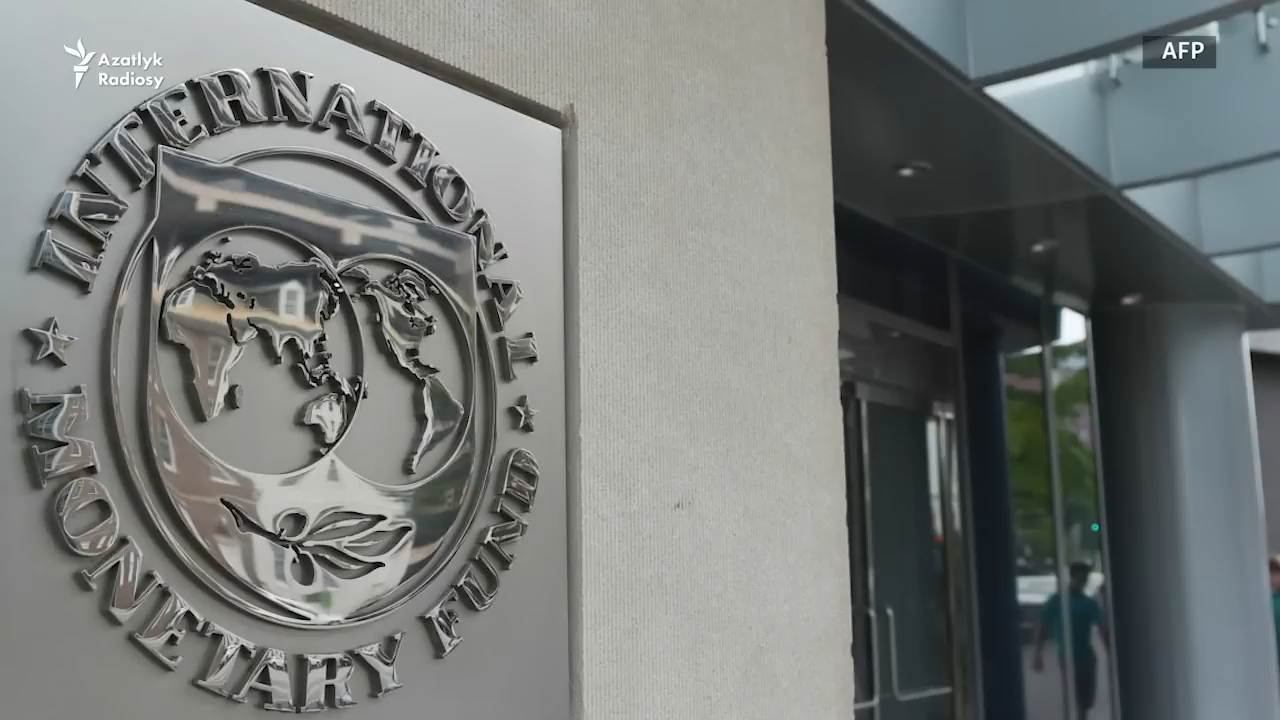 Azatlyk
Radiosy
AFP
INTERNATIONAL
MONETARY FUND